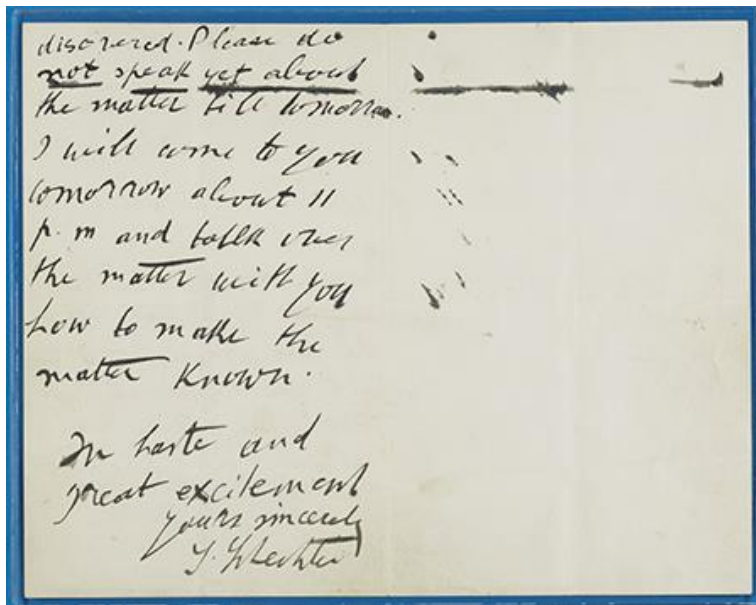 discovered. Please do
not speak yet about
the matter till tomorrow.
I will come to you
tomorrow about 11
p. m and talk over
the matter with you
how to make the
matter known.
In haste and
great excitement
yours sincerely
S. Schechter